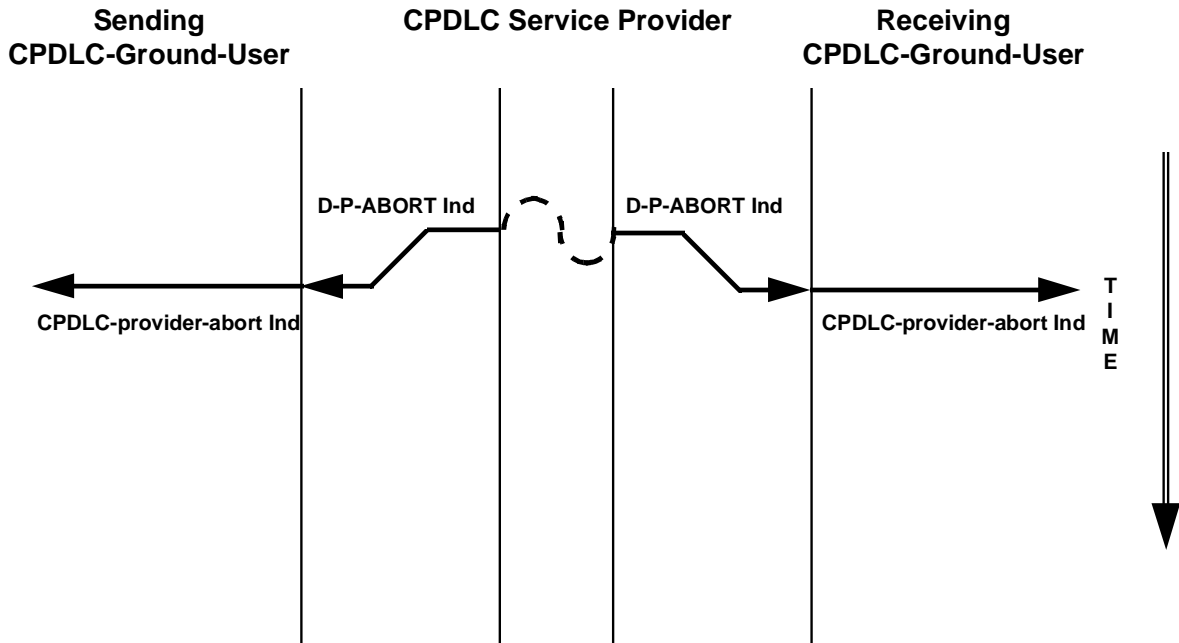 Sending
CPDLC-Ground-User
CPDLC Service Provider
Receiving
CPDLC-Ground-User
D-P-ABORT Ind
D-P-ABORT Ind
CPDLC-provider-abort Ind
CPDLC-provider-abort Ind
T
I
M
E